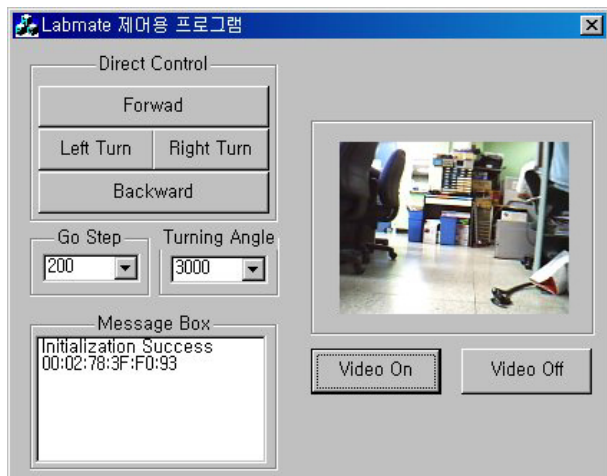 Labmate 제어용 프로그램
Direct Control
Forwad
Left Turn Right Turn
Backward
Go Step Turning Angle
200 3000
Message Box
Initialization Success
00:02:78:3F:F0:93
Video On Video Off